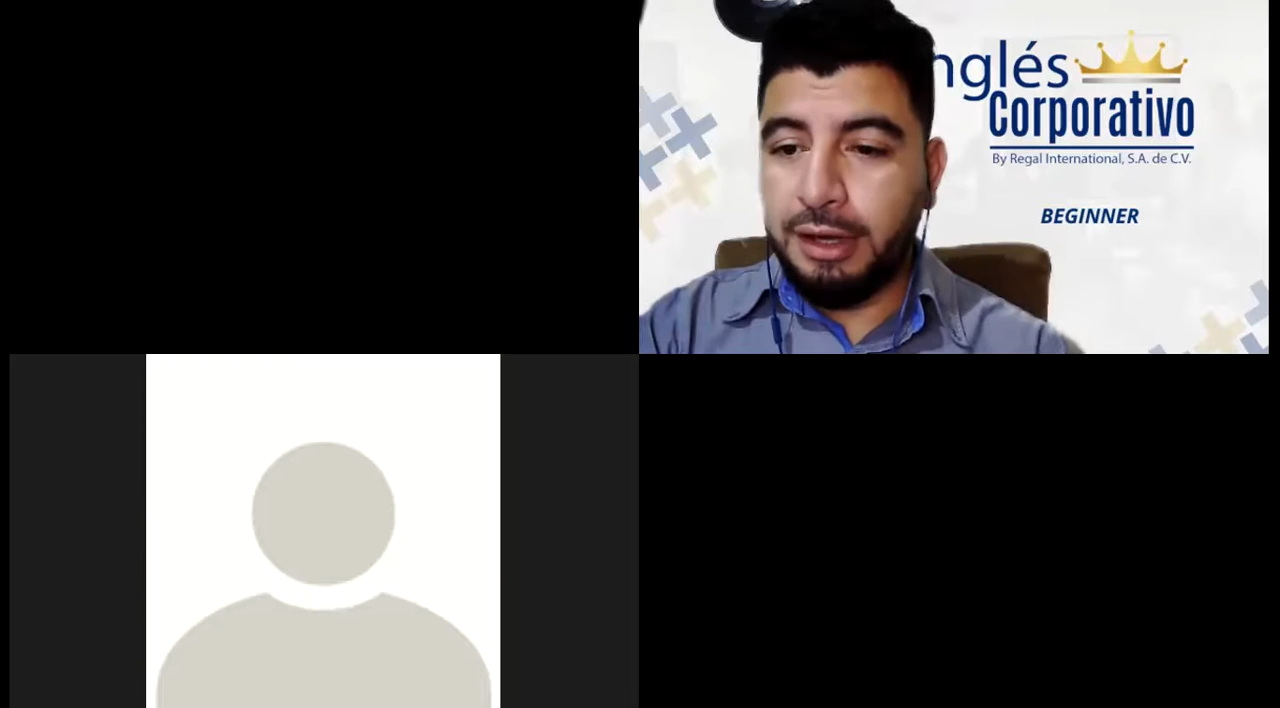 nglés
Corporativo
By Regal International, S.A. de C.V.
BEGINNER